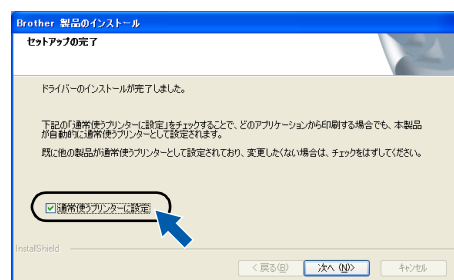 Brother 製品のインストール
セットアップの完了
ドライバーのインストールが完了しました。
下記の「通常使うプリンターに設定」をチェックすることで、どのアプリケーションから印刷する場合でも、本製品
が自動的に通常使うプリンターとして設定されます。
既に他の製品が通常使うプリンターとして設定されており、変更したくない場合は、チェックをはずしてください。
通常使うプリンターに設定
InstallShield
< 戻る(B) 次へ (N)> キャンセル